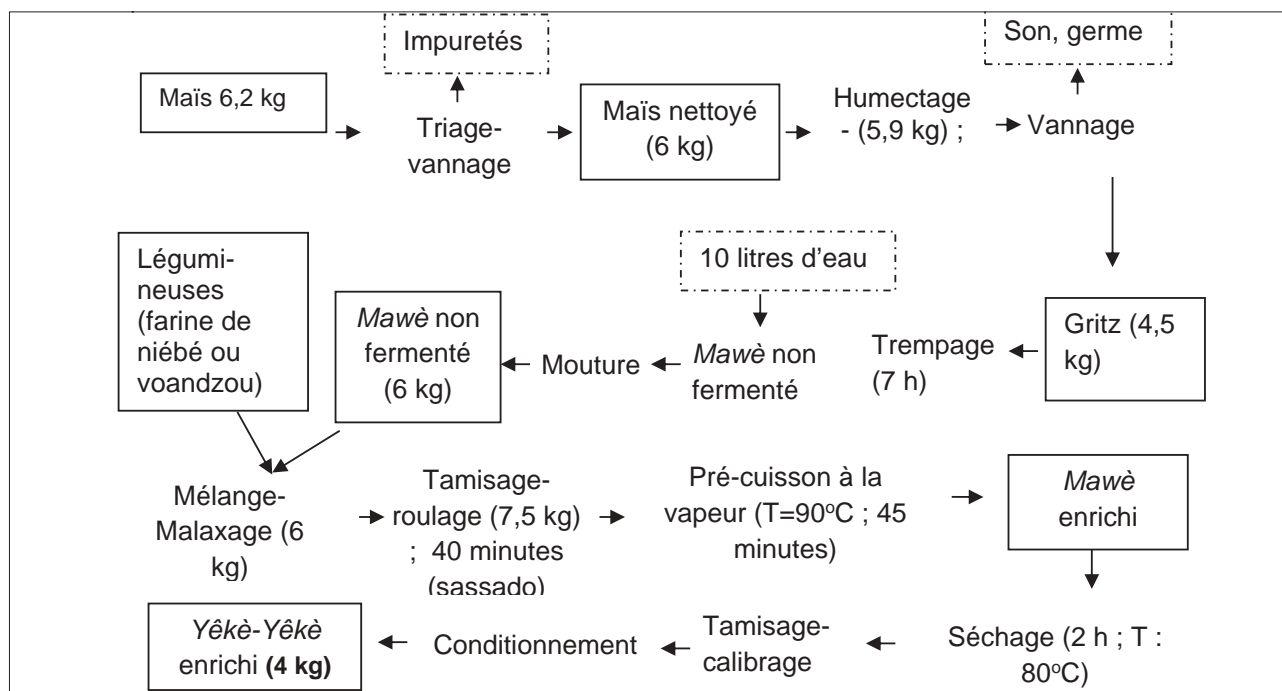 Impuretés
Son, germe
Maïs 6,2 kg
Triage-
vannage
Maïs nettoyé
(6 kg)
Humectage
- (5,9 kg) ;
Vannage
Légumi-
neuses
(farine de
niébé ou
voandzou)
Mawè non
fermenté
(6 kg)
Mouture
10 litres d'eau
Mawè non
fermenté
Trempage
(7 h)
Gritz (4,5
kg)
Mélange-
Malaxage (6
kg)
Tamisage-
roulage (7,5 kg)
; 40 minutes
(sassado)
Pré-cuisson à la
vapeur (T=90°C ; 45
minutes)
Mawè
enrichi
Yêkè-Yêkè
enrichi (4 kg)
Conditionnement
Tamisage-
calibrage
Séchage (2 h ; T :
80°C)